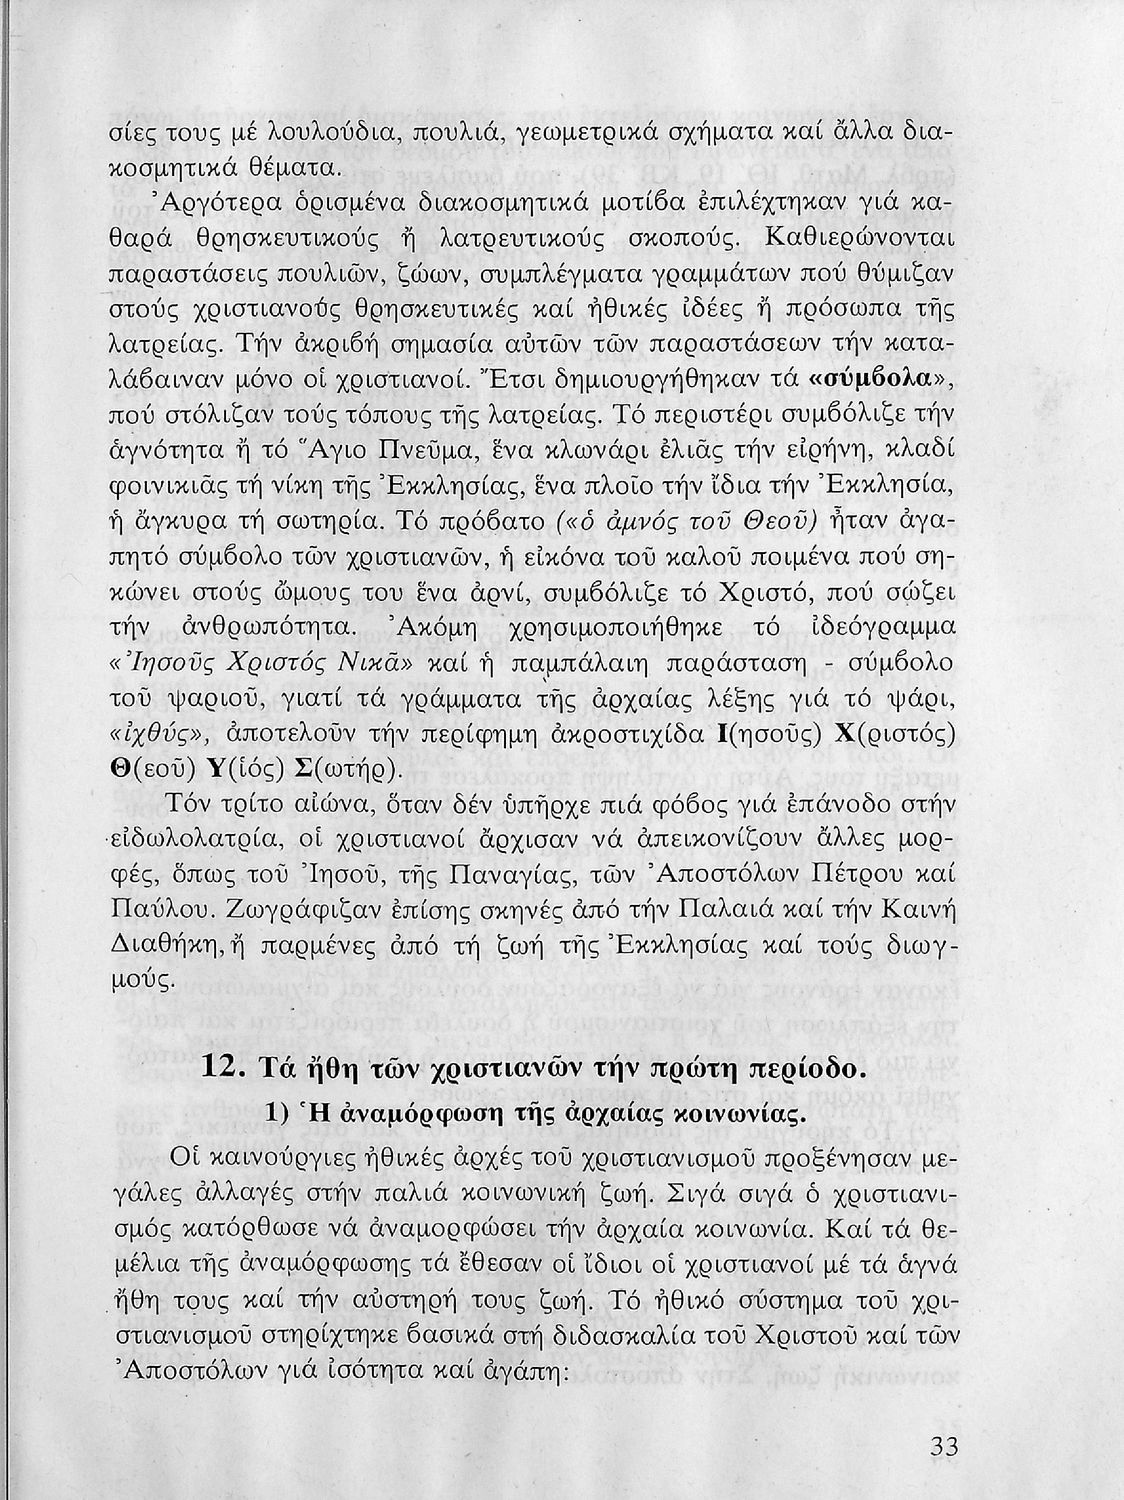 σίες τους μέ λουλούδια, πουλιά, γεωμετρικά σχήματα καί ἄλλα δια-
κοσμητικά θέματα.
Ἀργότερα ὁρισμένα διακοσμητικά μοτίβα ἐπιλέχτηκαν γιά κα-
θαρά θρησκευτικούς ἤ λατρευτικούς σκοπούς. Καθιερώνονται
παραστάσεις πουλιῶν, ζώων, συμπλέγματα γραμμάτων πού θύμιζαν
στούς χριστιανούς θρησκευτικές καί ἠθικές ἰδέες ἤ πρόσωπα τῆς
λατρείας. Τήν ἀκριβή σημασία αὐτῶν τῶν παραστάσεων τήν κατα-
λάβαιναν μόνο οἱ χριστιανοί. Ἔτσι δημιουργήθηκαν τά «σύμβολα»,
πού στόλιζαν τούς τόπους τῆς λατρείας. Τό περιστέρι συμβόλιζε τήν
ἁγνότητα ἤ τό Ἅγιο Πνεῦμα, ἕνα κλωνάρι ἐλιᾶς τήν εἰρήνη, κλαδί
φοινικιᾶς τή νίκη τῆς Ἐκκλησίας, ἕνα πλοῖο τήν ἴδια τήν Ἐκκλησία,
ἡ ἄγκυρα τή σωτηρία. Τό πρόβατο («ὁ ἀμνός τοῦ Θεοῦ) ἦταν ἀγα-
πητό σύμβολο τῶν χριστιανῶν, ἡ εἰκόνα τοῦ καλοῦ ποιμένα πού ση-
κώνει στούς ὤμους του ἕνα ἀρνί, συμβόλιζε τό Χριστό, πού σώζει
τήν ἀνθρωπότητα. Ἀκόμη χρησιμοποιήθηκε τό ἰδεόγραμμα
«Ἰησοῦς Χριστός Νικᾶ» καί ἡ παμπάλαιη παράσταση - σύμβολο
τοῦ ψαριοῦ, γιατί τά γράμματα τῆς ἀρχαίας λέξης γιά τό ψάρι,
«ἰχθύς», ἀποτελοῦν τήν περίφημη ἀκροστιχίδα Ι(ησοῦς) Χ(ριστός)
Θ(εοῦ) Υ(ἱός) Σ(ωτήρ).
Τόν τρίτο αἰώνα, ὅταν δέν ὑπῆρχε πιά φόβος γιά ἐπάνοδο στήν
εἰδωλολατρία, οἱ χριστιανοί ἄρχισαν νά ἀπεικονίζουν ἄλλες μορ-
φές, ὅπως τοῦ Ἰησοῦ, τῆς Παναγίας, τῶν Ἀποστόλων Πέτρου καί
Παύλου. Ζωγράφιζαν ἐπίσης σκηνές ἀπό τήν Παλαιά καί τήν Καινή
Διαθήκη, ἤ παρμένες ἀπό τή ζωή τῆς Ἐκκλησίας καί τούς διωγ-
μούς.
12. Τά ἤθη τῶν χριστιανῶν τήν πρώτη περίοδο.
1) Ἡ ἀναμόρφωση τῆς ἀρχαίας κοινωνίας.
Οἱ καινούργιες ἠθικές ἀρχές τοῦ χριστιανισμοῦ προξένησαν με-
γάλες ἀλλαγές στήν παλιά κοινωνική ζωή. Σιγά σιγά ὁ χριστιανι-
σμός κατόρθωσε νά ἀναμορφώσει τήν ἀρχαία κοινωνία. Καί τά θε-
μέλια τῆς ἀναμόρφωσης τά ἔθεσαν οἱ ἴδιοι οἱ χριστιανοί μέ τά ἁγνά
ἤθη τους καί τήν αὐστηρή τους ζωή. Τό ἠθικό σύστημα τοῦ χρι-
στιανισμοῦ στηρίχτηκε βασικά στή διδασκαλία τοῦ Χριστοῦ καί τῶν
Ἀποστόλων γιά ἰσότητα καί ἀγάπη:
33